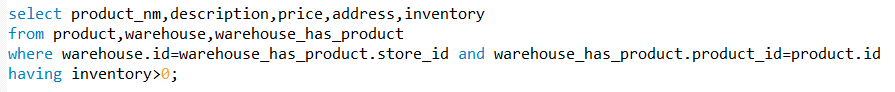 select product_nm,description,price,address,inventory
from product,warehouse,warehouse_has_product
where warehouse.id=warehouse_has_product.store_id and warehouse_has_product.product_id=product.id
having inventory>0;